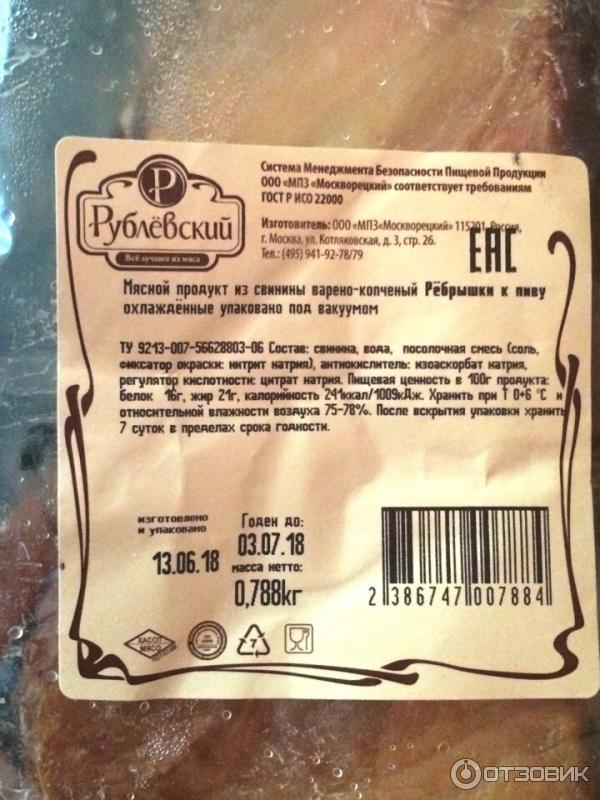 Р
Рублёвский
Всё лучшее из мяса
Система Менеджмента Безопасности Пищевой Продукции
ООО «МПЗ «Москворецкий» соответствует требованиям
ГОСТ Р ИСО 22000
Изготовитель: ООО «МПЗ«Москворецкий» 115201, Россия,
г. Москва, ул. Котляковская, д. 3, стр. 26.
Тел.: (495) 941-92-78/79
ЕАС
Мясной продукт из свинины варено-копченый Рёбрышки к пиву
охлаждённые упаковано под вакуумом
ТУ 9213-007-56628803-06 Состав: свинина, вода, посолочная смесь (соль,
фиксатор окраски: нитрит натрия), антиокислитель: изоаскорбат натрия,
регулятор кислотности: цитрат натрия. Пищевая ценность в 100г продукта:
белок 16г, жир 21г, калорийность 241ккал/1009кДж. Хранить при Т 0+6 °С и
относительной влажности воздуха 75-78%. После вскрытия упаковки хранить
7 суток в пределах срока годности.
изготовлено
и упаковано
13.06.18
Годен до:
03.07.18
масса нетто:
0,788кг
2 386747 007884
ХАССП
МЯСО
7
ОТЗОВИК